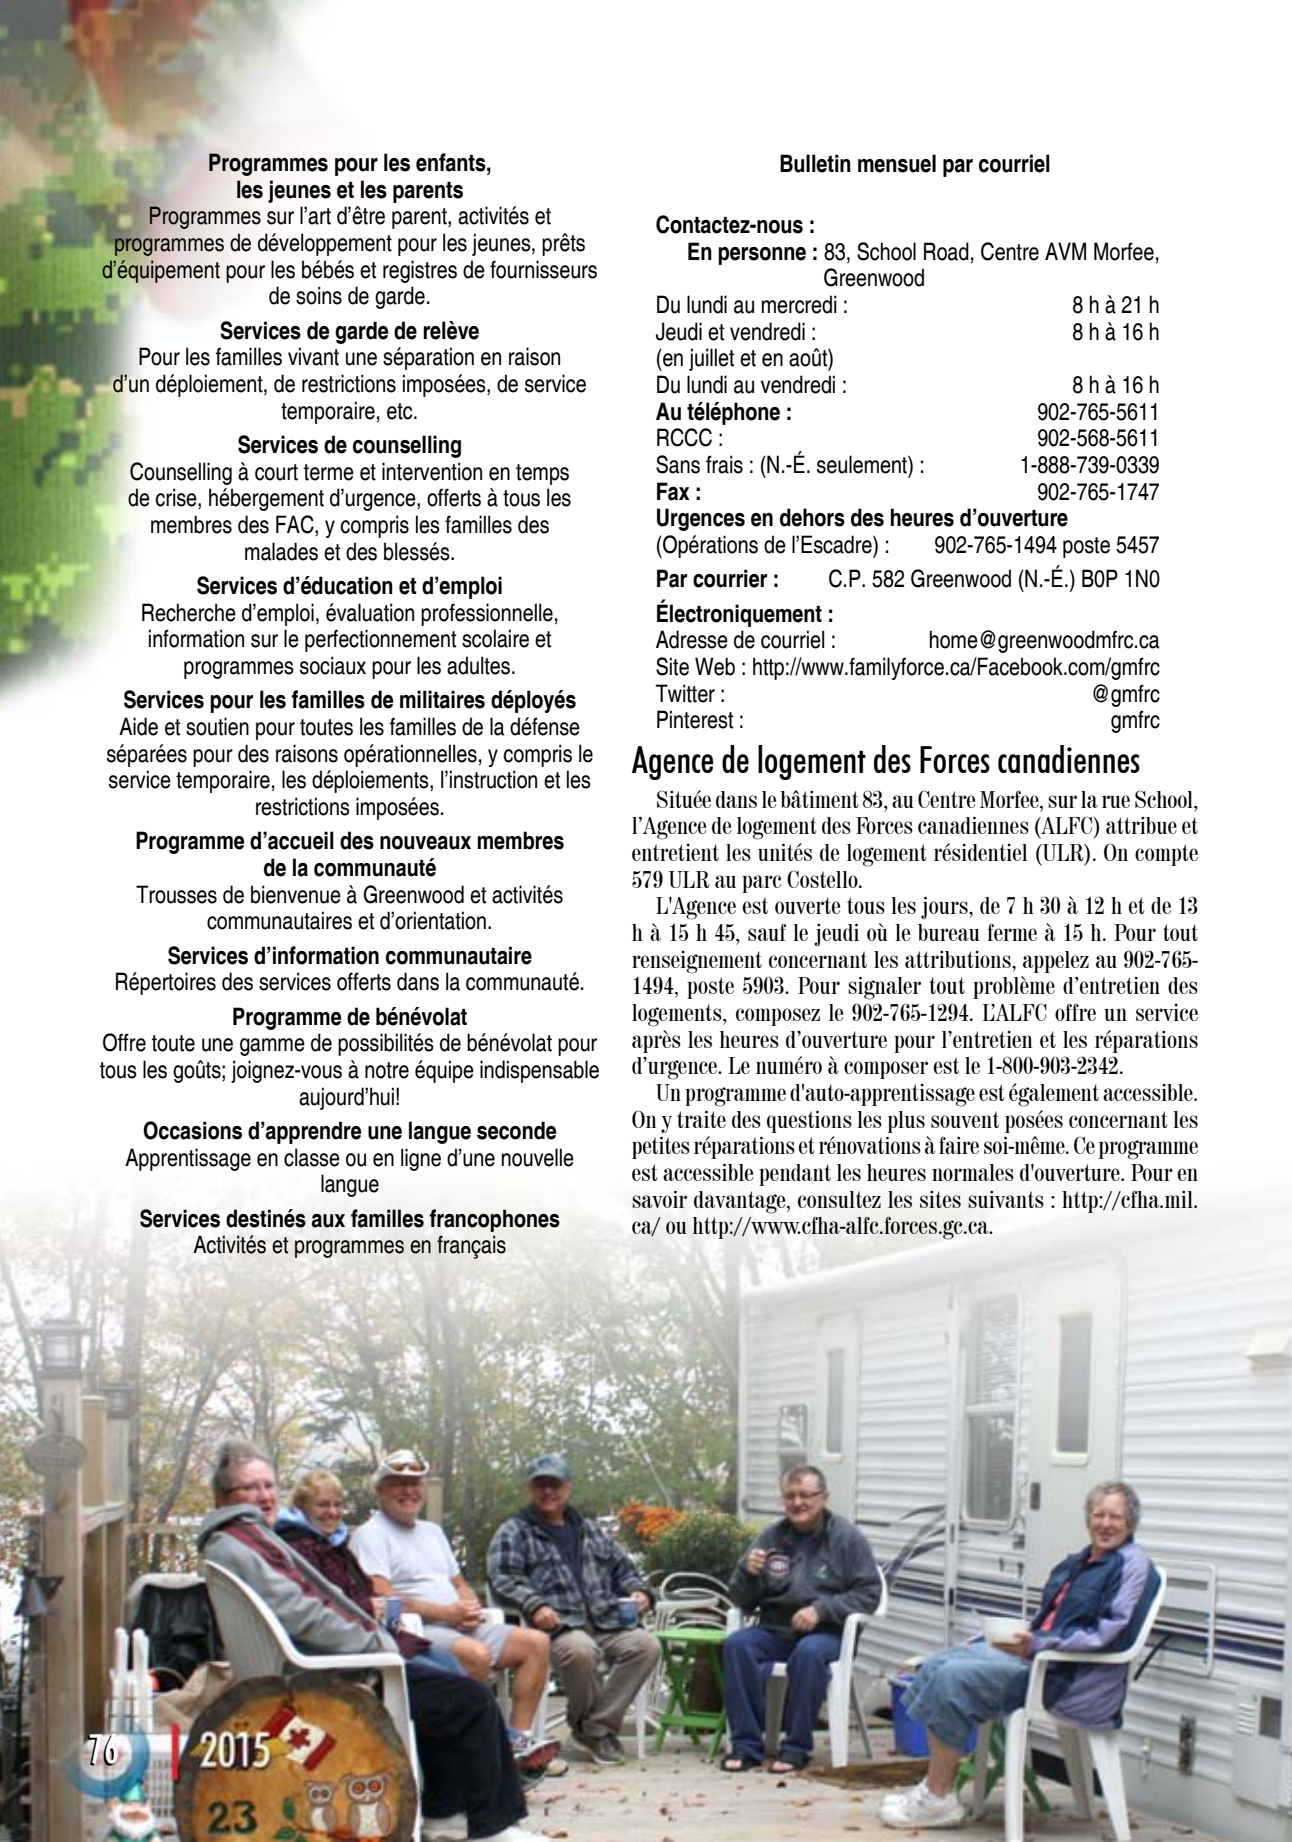 Programmes pour les enfants,
les jeunes et les parents
Programmes sur l’art d’être parent, activités et
programmes de développement pour les jeunes, prêts
d’équipement pour les bébés et registres de fournisseurs
de soins de garde.
Services de garde de relève
Pour les familles vivant une séparation en raison
d’un déploiement, de restrictions imposées, de service
temporaire, etc.
Services de counselling
Counselling à court terme et intervention en temps
de crise, hébergement d’urgence, offerts à tous les
membres des FAC, y compris les familles des
malades et des blessés.
Services d’éducation et d’emploi
Recherche d’emploi, évaluation professionnelle,
information sur le perfectionnement scolaire et
programmes sociaux pour les adultes.
Services pour les familles de militaires déployés
Aide et soutien pour toutes les familles de la défense
séparées pour des raisons opérationnelles, y compris le
service temporaire, les déploiements, l’instruction et les
restrictions imposées.
Programme d’accueil des nouveaux membres
de la communauté
Trousses de bienvenue à Greenwood et activités
communautaires et d’orientation.
Services d’information communautaire
Répertoires des services offerts dans la communauté.
Programme de bénévolat
Offre toute une gamme de possibilités de bénévolat pour
tous les goûts; joignez-vous à notre équipe indispensable
aujourd’hui!
Occasions d’apprendre une langue seconde
Apprentissage en classe ou en ligne d’une nouvelle
langue
Services destinés aux familles francophones
Activités et programmes en français
Bulletin mensuel par courriel
Contactez-nous :
En personne : 83, School Road, Centre AVM Morfee,
Greenwood
Du lundi au mercredi : 8 h à 21 h
Jeudi et vendredi : 8 h à 16 h
(en juillet et en août)
Du lundi au vendredi : 8 h à 16 h
Au téléphone : 902-765-5611
RCCC : 902-568-5611
Sans frais : (N.-É. seulement) : 1-888-739-0339
Fax : 902-765-1747
Urgences en dehors des heures d’ouverture
(Opérations de l’Escadre) : 902-765-1494 poste 5457
Par courrier : C.P. 582 Greenwood (N.-É.) B0P 1N0
Électroniquement :
Adresse de courriel : home@greenwoodmfrc.ca
Site Web : http://www.familyforce.ca/Facebook.com/gmfrc
Twitter : @gmfrc
Pinterest : gmfrc
Agence de logement des Forces canadiennes
Située dans le bâtiment 83, au Centre Morfee, sur la rue School,
l’Agence de logement des Forces canadiennes (ALFC) attribue et
entretient les unités de logement résidentiel (ULR). On compte
579 ULR au parc Costello.
L'Agence est ouverte tous les jours, de 7 h 30 à 12 h et de 13
h à 15 h 45, sauf le jeudi où le bureau ferme à 15 h. Pour tout
renseignement concernant les attributions, appelez au 902-765-
1494, poste 5903. Pour signaler tout problème d’entretien des
logements, composez le 902-765-1294. L’ALFC offre un service
après les heures d’ouverture pour l’entretien et les réparations
d’urgence. Le numéro à composer est le 1-800-903-2342.
Un programme d'auto-apprentissage est également accessible.
On y traite des questions les plus souvent posées concernant les
petites réparations et rénovations à faire soi-même. Ce programme
est accessible pendant les heures normales d'ouverture. Pour en
savoir davantage, consultez les sites suivants : http://cfha.mil.
ca/ ou http://www.cfha-alfc.forces.gc.ca.
76 | 2015
23